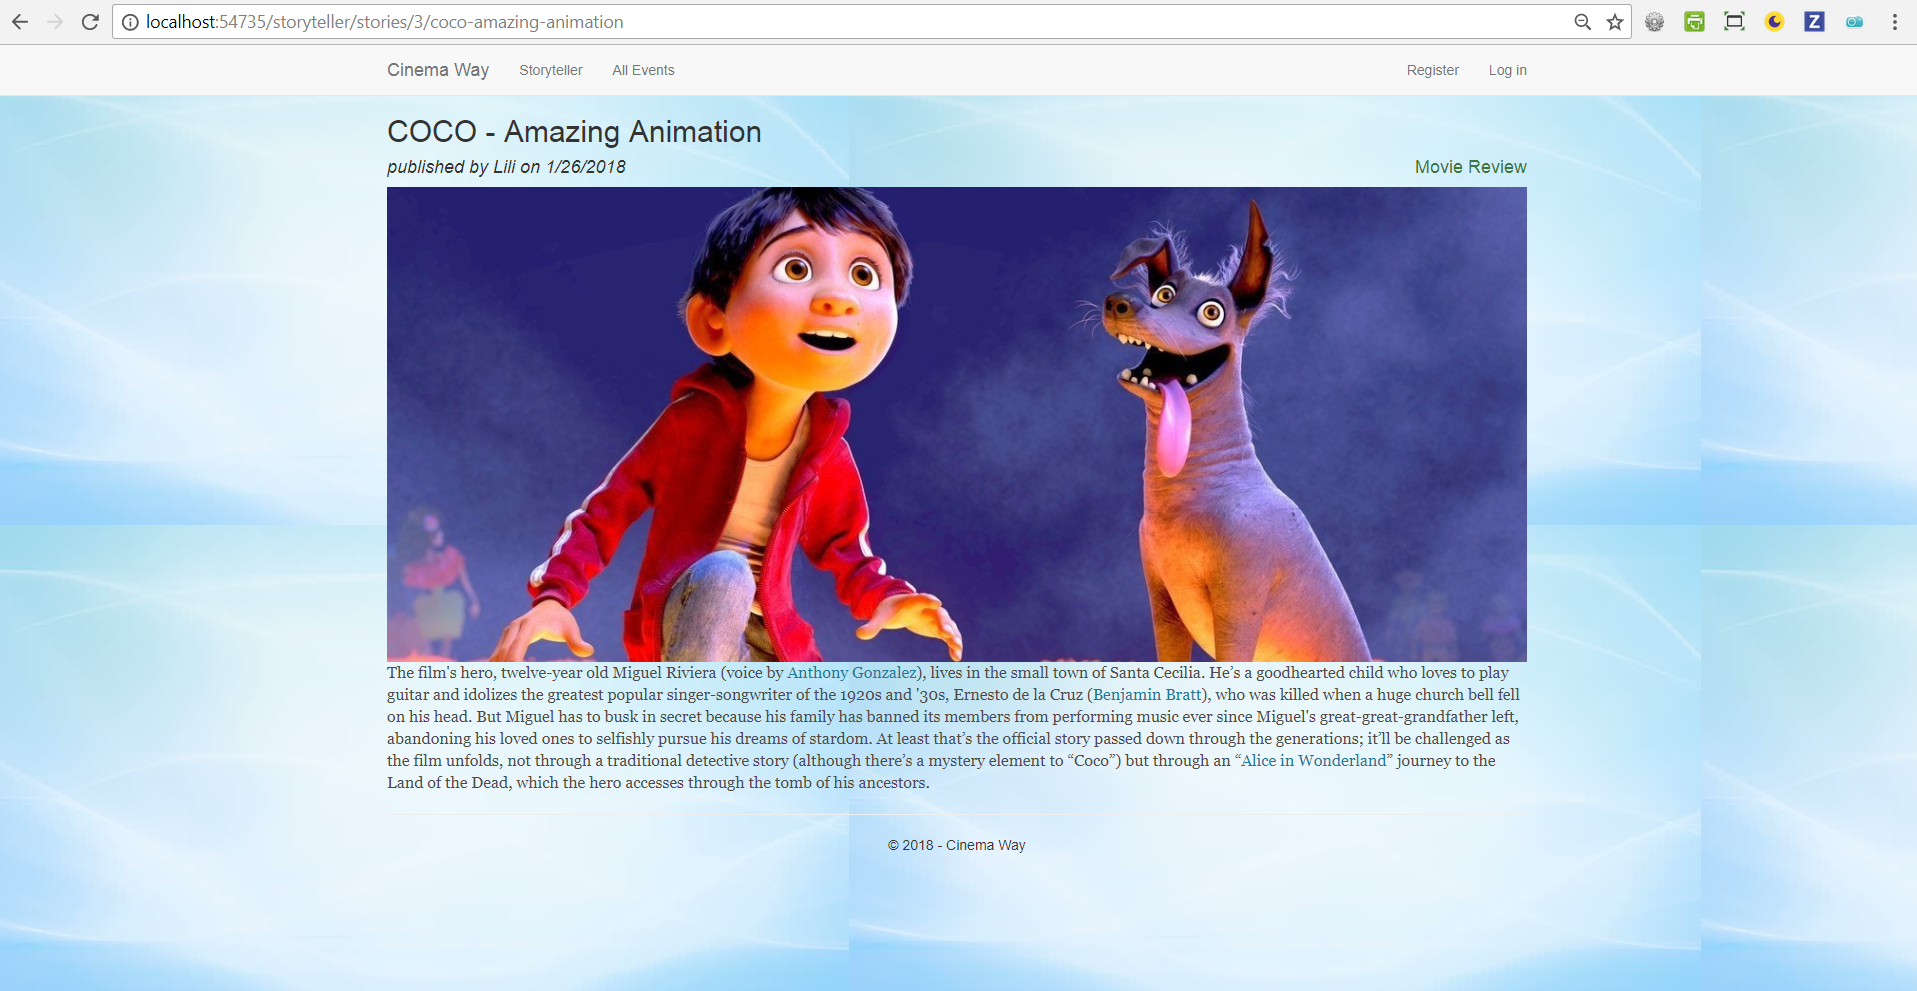 localhost:54735/storyteller/stories/3/coco-amazing-animation
Z
Cinema Way Storyteller All Events Register Log in
COCO - Amazing Animation
published by Lili on 1/26/2018 Movie Review
The film's hero, twelve-year old Miguel Riviera (voice by Anthony Gonzalez), lives in the small town of Santa Cecilia. He’s a goodhearted child who loves to play
guitar and idolizes the greatest popular singer-songwriter of the 1920s and '30s, Ernesto de la Cruz (Benjamin Bratt), who was killed when a huge church bell fell
on his head. But Miguel has to busk in secret because his family has banned its members from performing music ever since Miguel's great-great-grandfather left,
abandoning his loved ones to selfishly pursue his dreams of stardom. At least that’s the official story passed down through the generations; it’ll be challenged as
the film unfolds, not through a traditional detective story (although there’s a mystery element to “Coco”) but through an “Alice in Wonderland” journey to the
Land of the Dead, which the hero accesses through the tomb of his ancestors.
© 2018 - Cinema Way